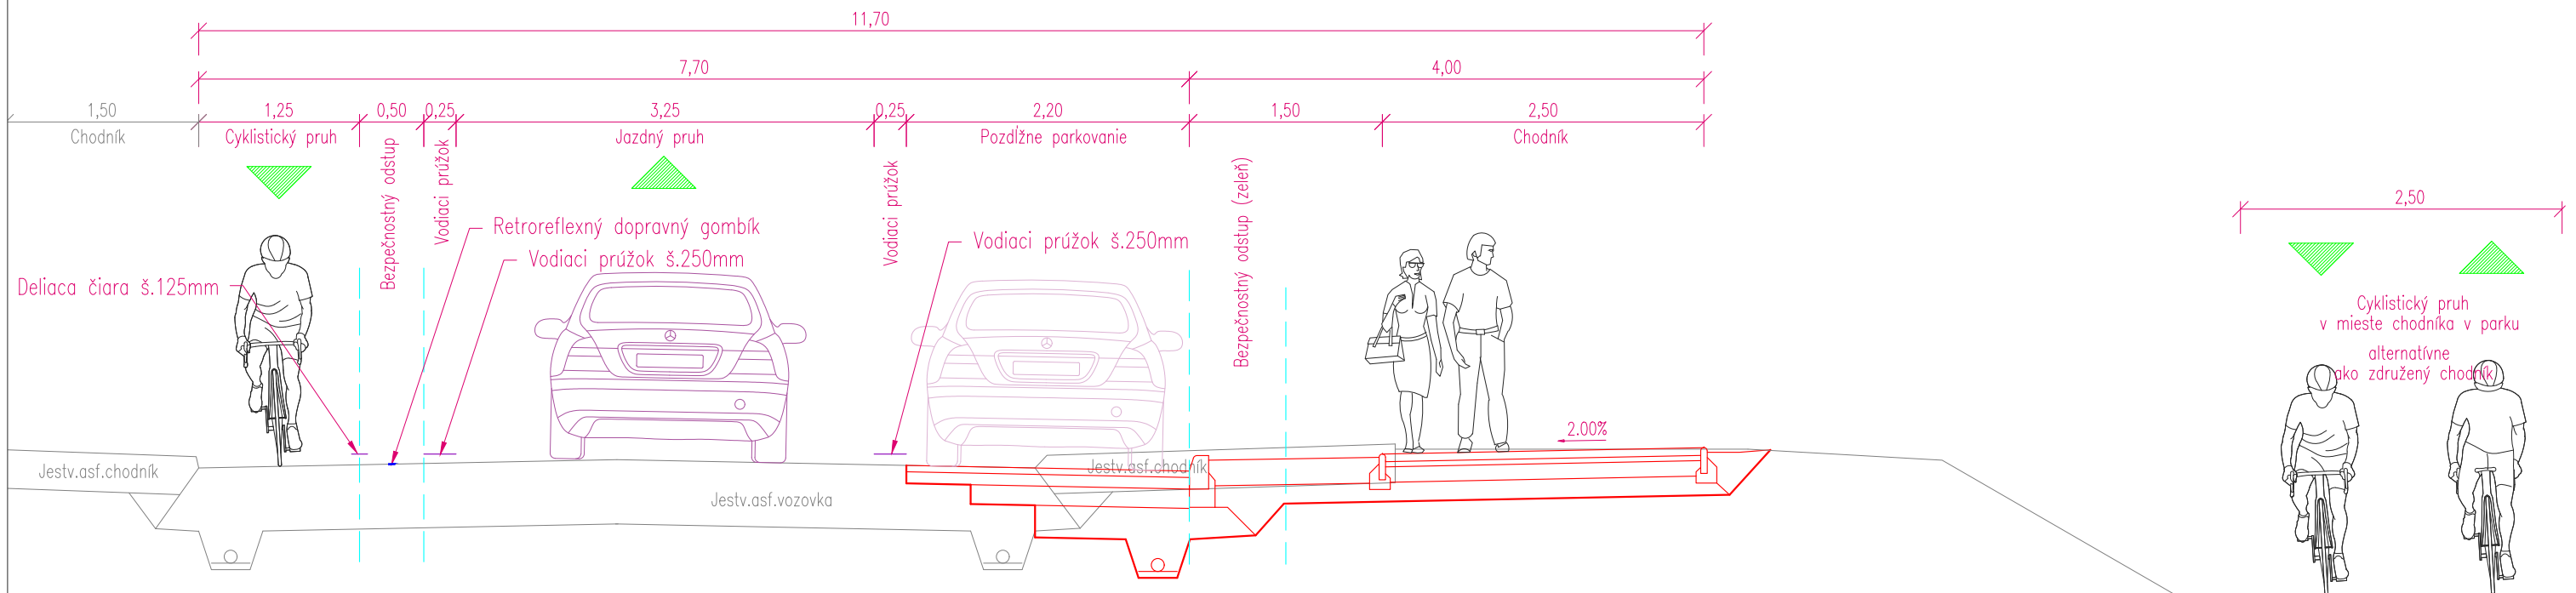 11,70
7,70
4,00
1,50
1,25
0,50
0,25
3,25
0,25
2,20
1,50
2,50
Chodník
Cyklistický pruh
Bezpečnostný odstup
Vodiaci prúžok
Jazdný pruh
Vodiaci prúžok
Pozdĺžne parkovanie
Bezpečnostný odstup (zeleň)
Chodník
2,50
Retroreflexný dopravný gombík
Vodiaci prúžok š.250mm
Vodiaci prúžok š.250mm
Deliaca čiara š.125mm
Cyklistický pruh
v mieste chodníka v parku
alternatívne
ako združený chodník
2.00%
Jestv.asf.chodník
Jestv.asf.chodník
Jestv.asf.vozovka